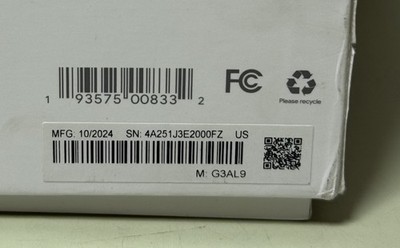 1 93575 00833 2
FC
Please recycle
MFG. 10/2024 SN: 4A251J3E2000FZ US
M: G3AL9